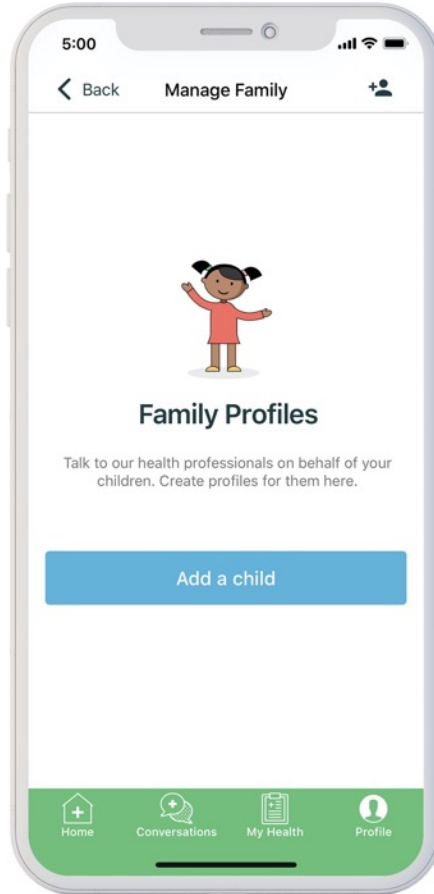 5:00
Back
Manage Family
Family Profiles
Talk to our health professionals on behalf of your
children. Create profiles for them here.
Add a child
Home
Conversations
My Health
Profile